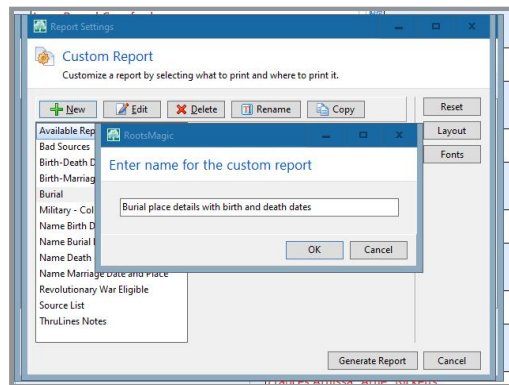 Report Settings
Custom Report
Customize a report by selecting what to print and where to print it.
New Edit Delete Rename Copy Reset
Available Rep Layout
Bad Sources RootsMagic
Birth-Death D Fonts
Birth-Marriag Enter name for the custom report
Burial
Military - Col Burial place details with birth and death dates
Name Birth D
Name Burial
Name Death OK Cancel
Name Marriage Date and Place
Revolutionary War Eligible
Source List
ThruLines Notes
Generate Report Cancel